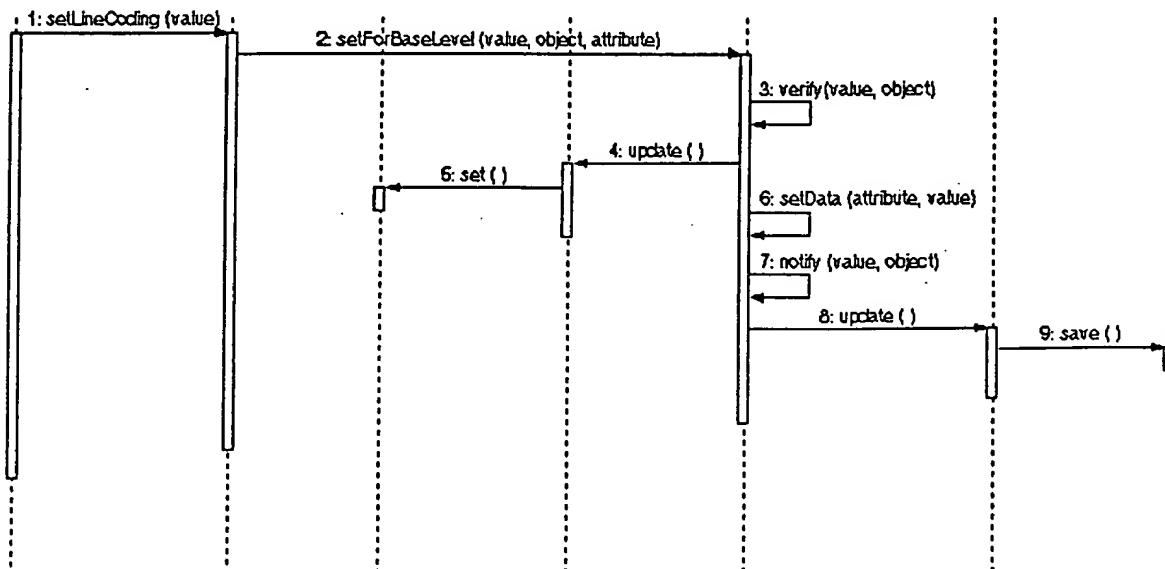 1: setLineCoding (value)
2: setForBaseLevel (value, object, attribute)
3: verify(value, object)
4: update ( )
5: set ( )
6: setData (attribute, value)
7: notify (value, object)
8: update ( )
9: save ( )